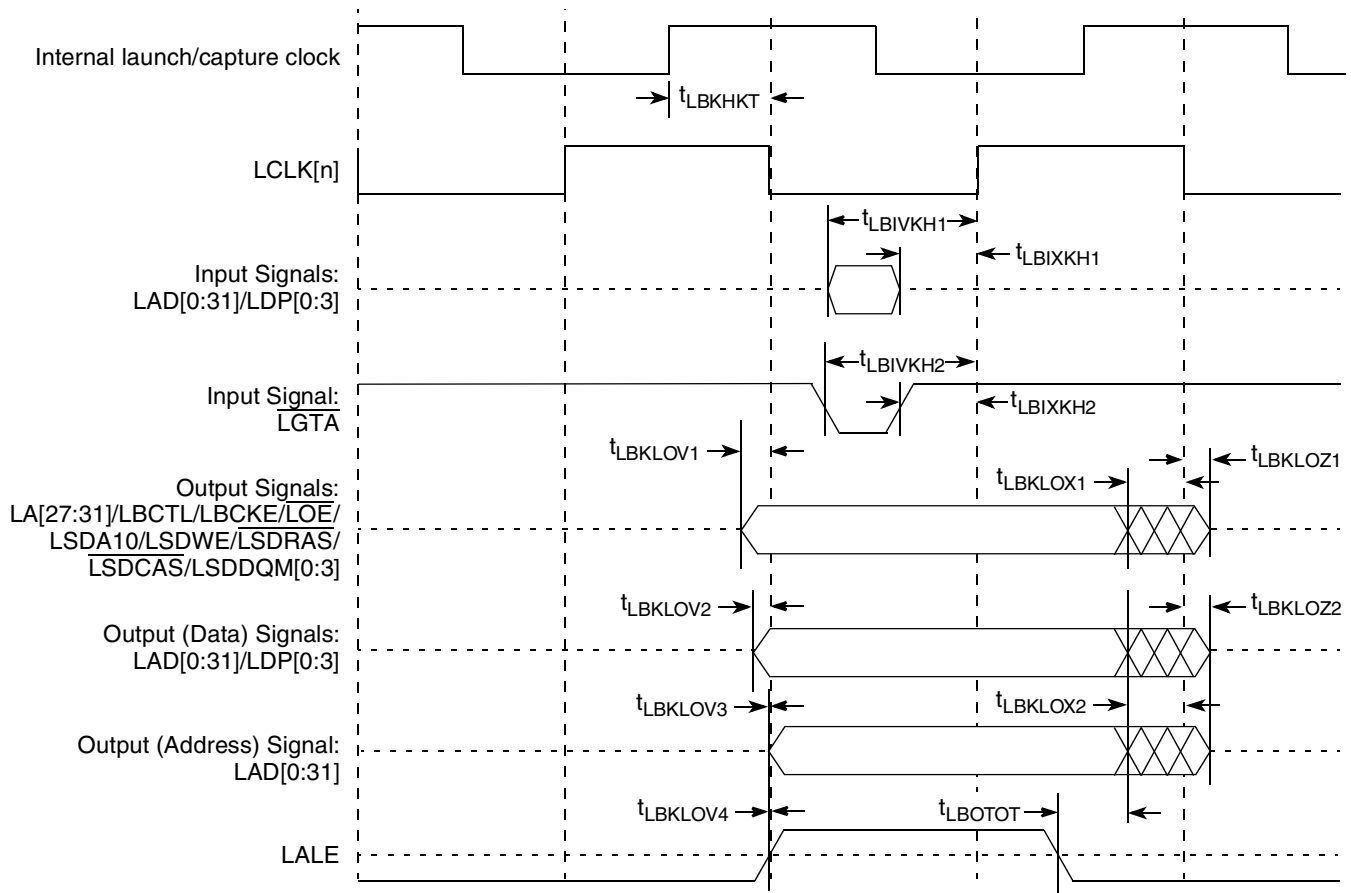 Internal launch/capture clock
tLBKHKT
LCLK[n]
tLBIVKH1
tLBIXKH1
Input Signals:
LAD[0:31]/LDP[0:3]
tLBIVKH2
Input Signal:
LGTA
tLBIXKH2
tLBKLOV1
tLBKLOZ1
tLBKLOX1
Output Signals:
LA[27:31]/LBCTL/LBCKE/LOE/
LSDA10/LSDWE/LSDRAS/
LSDCAS/LSDDQM[0:3]
tLBKLOV2
tLBKLOZ2
Output (Data) Signals:
LAD[0:31]/LDP[0:3]
tLBKLOV3
tLBKLOX2
Output (Address) Signal:
LAD[0:31]
tLBKLOV4
tLBOTOT
LALE